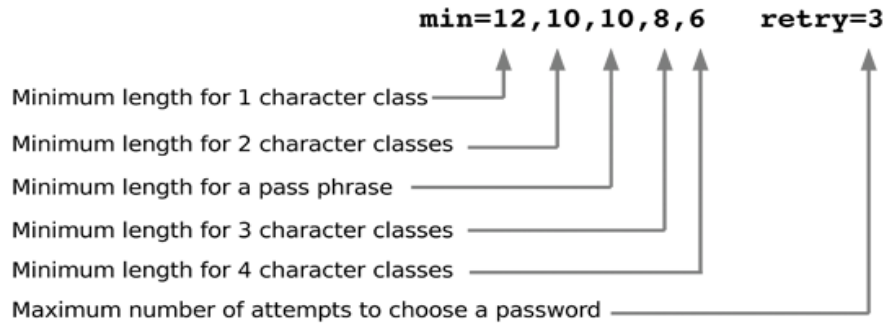 min=12,10,10,8,6 retry=3
Minimum length for 1 character class
Minimum length for 2 character classes
Minimum length for a pass phrase
Minimum length for 3 character classes
Minimum length for 4 character classes
Maximum number of attempts to choose a password